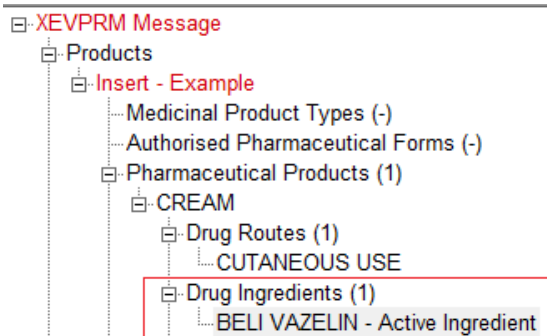 XEVPRM Message
Products
Insert - Example
Medicinal Product Types (-)
Authorised Pharmaceutical Forms (-)
Pharmaceutical Products (1)
CREAM
Drug Routes (1)
CUTANEOUS USE
Drug Ingredients (1)
BELI VAZELIN - Active Ingredient